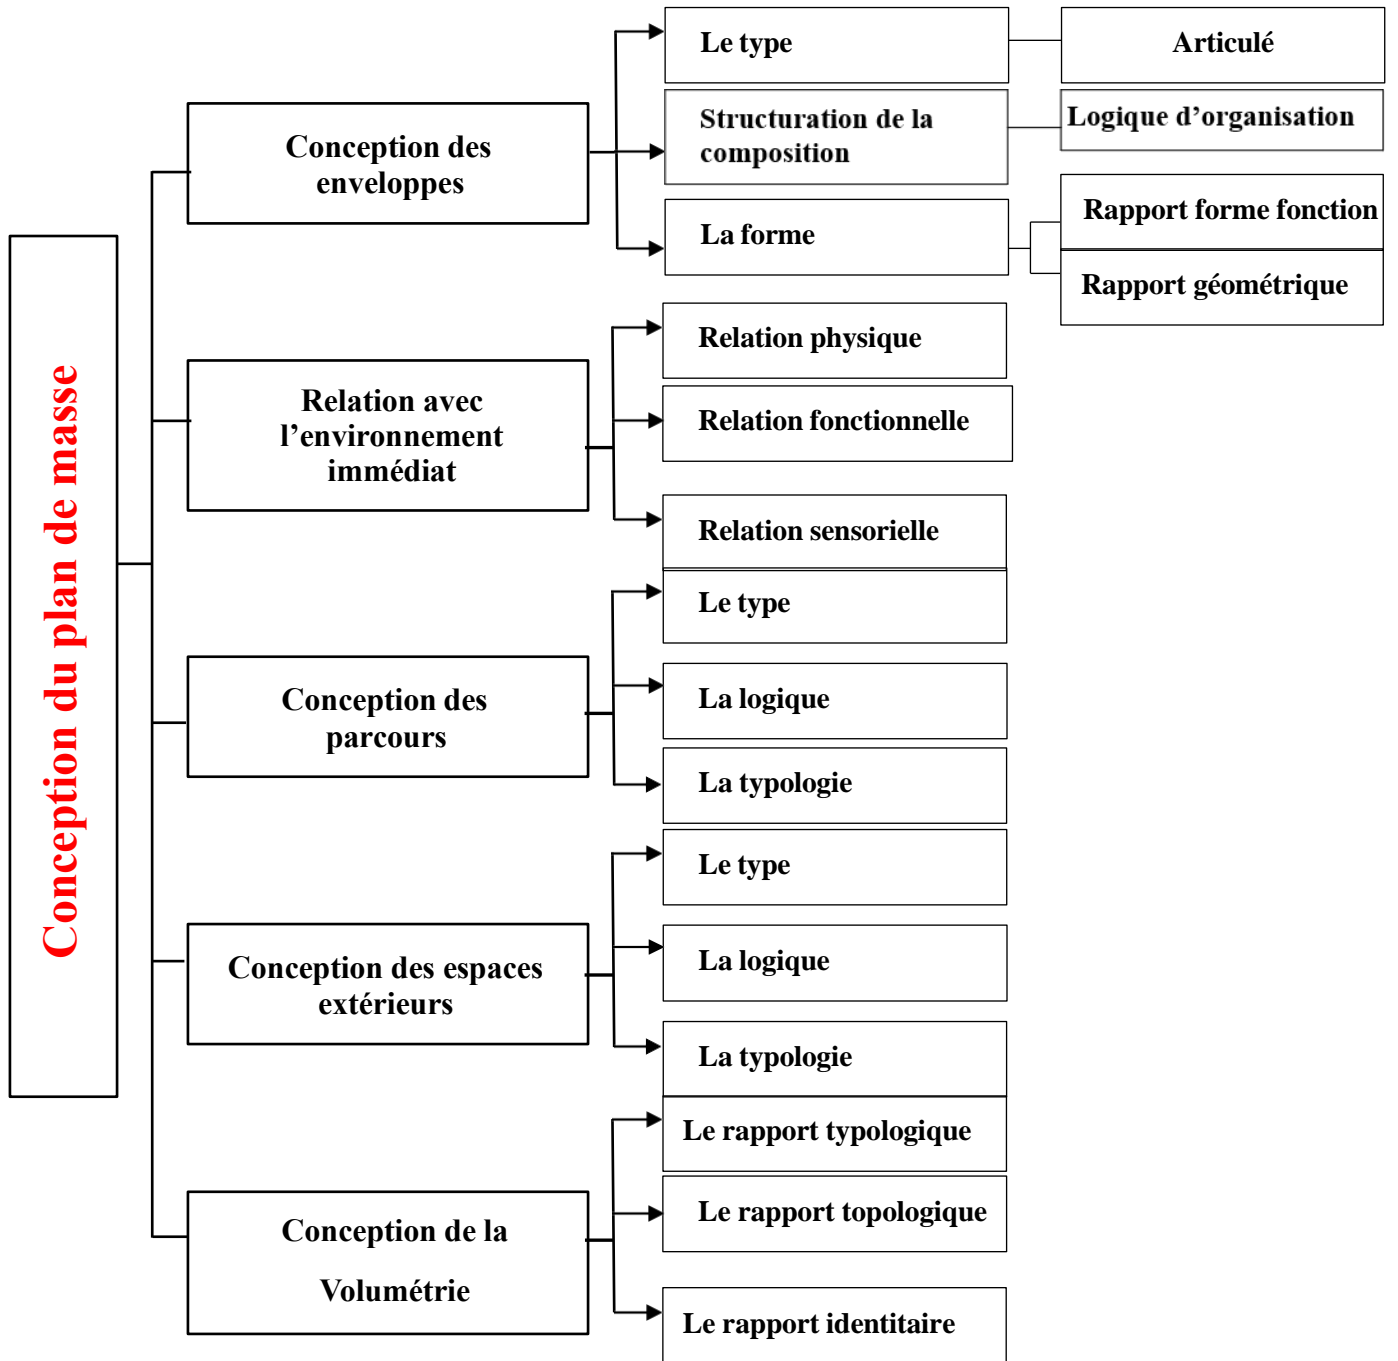 Conception du plan de masse
Conception des
enveloppes
Le type
Articulé
Structuration de la
composition
Logique d’organisation
La forme
Rapport forme fonction
Rapport géométrique
Relation avec
l’environnement
immédiat
Relation physique
Relation fonctionnelle
Relation sensorielle
Conception des
parcours
Le type
La logique
La typologie
Conception des espaces
extérieurs
Le type
La logique
La typologie
Conception de la
Volumétrie
Le rapport typologique
Le rapport topologique
Le rapport identitaire